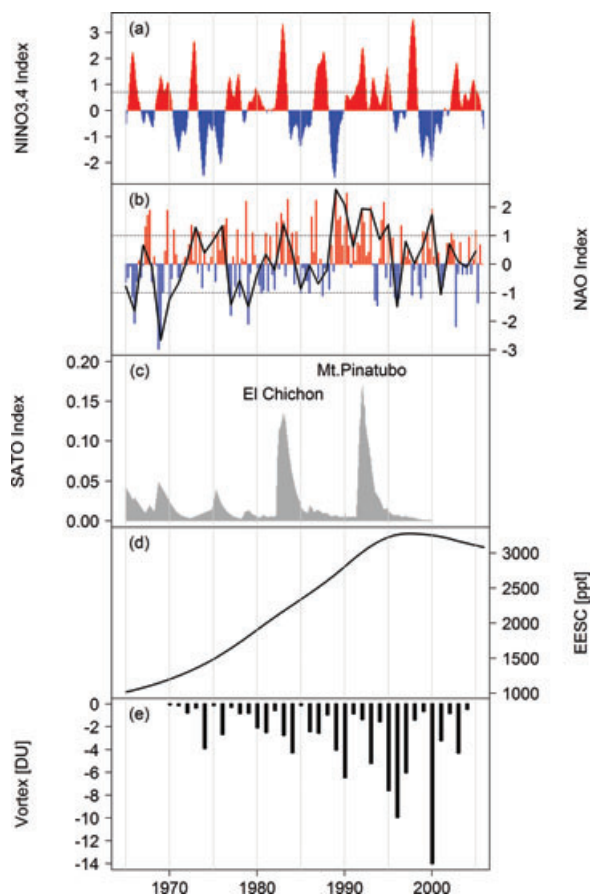 (a)
3
2
1
0
-1
-2
NINO3.4 Index
(b)
2
1
0
-1
-2
-3
NAO Index
(c)
0.20
0.15
0.10
0.05
0.00
SATO Index
Mt.Pinatubo
El Chichon
(d)
3000
2500
2000
1500
1000
EESC [ppt]
(e)
0
-2
-4
-6
-8
-10
-12
-14
Vortex [DU]
1970 1980 1990 2000